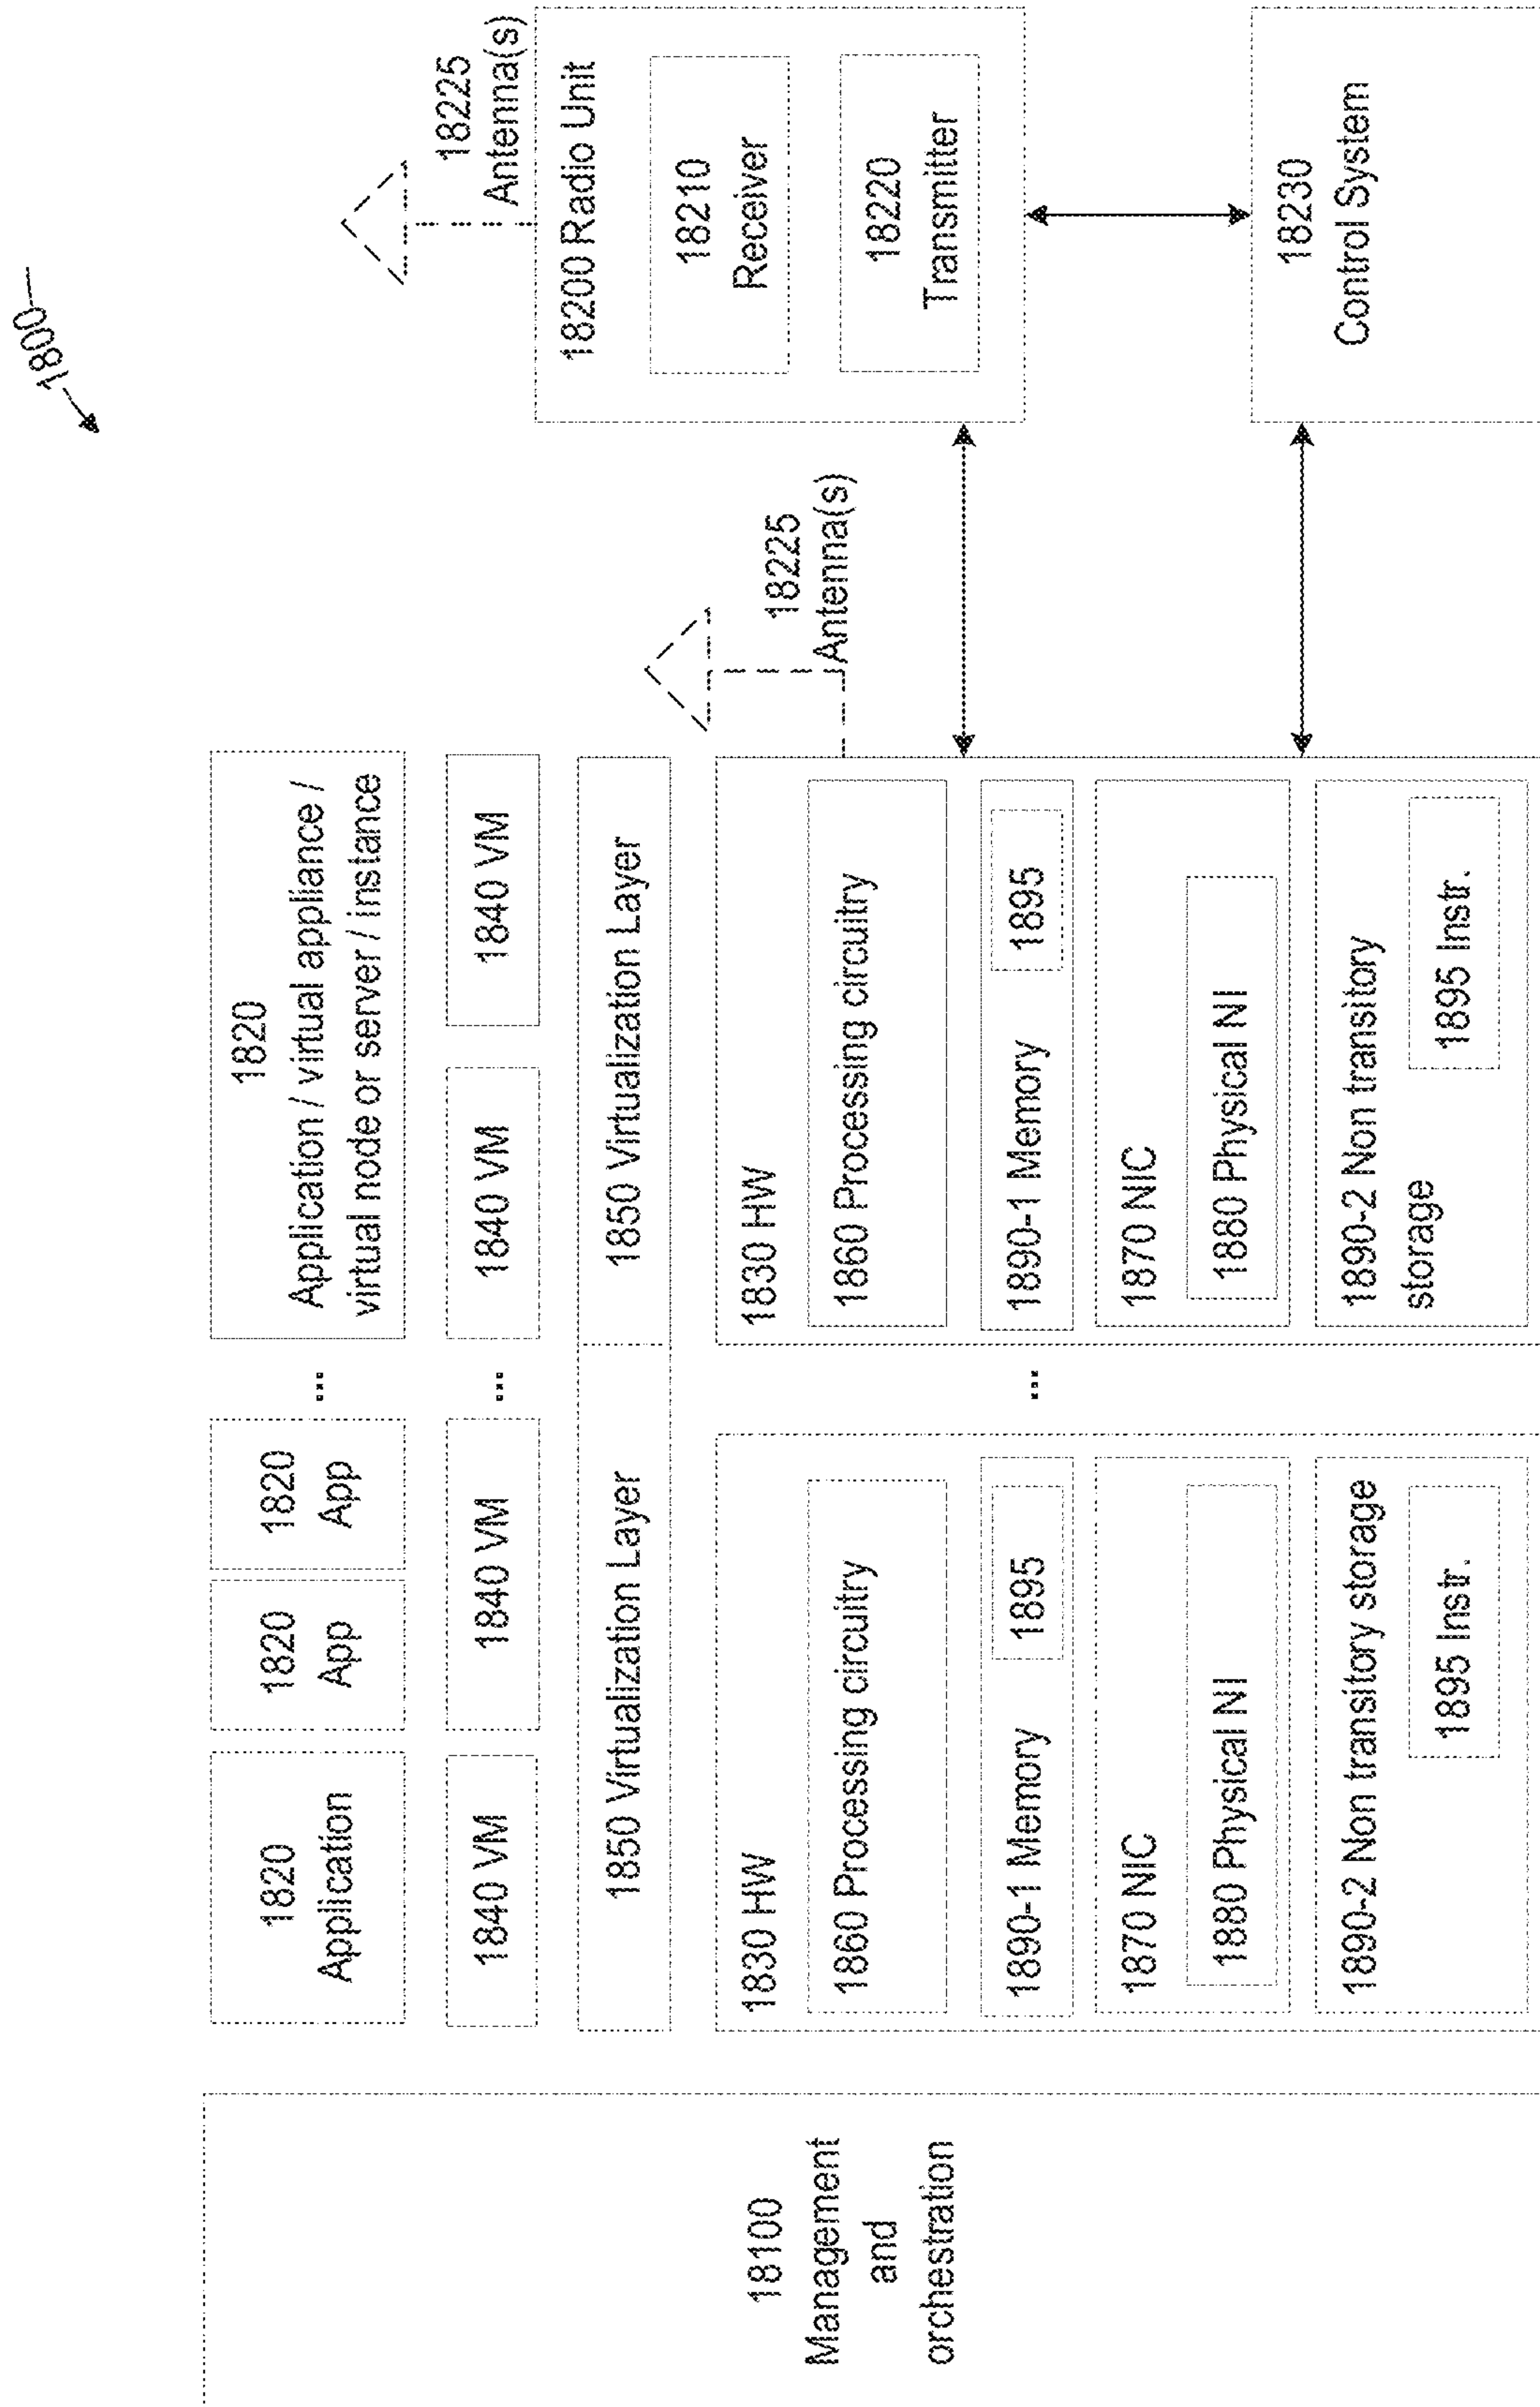 1800
18100
Management
and
orchestration
1820
Application
1820
App
1820
App
...
1820
Application / virtual appliance /
virtual node or server / instance
1840 VM
1840 VM
...
1840 VM
1840 VM
1850 Virtualization Layer
1850 Virtualization Layer
1830 HW
1860 Processing circuitry
1890-1 Memory
1895
1870 NIC
1880 Physical NI
1890-2 Non transitory storage
1895 Instr.
...
1830 HW
1860 Processing circuitry
1890-1 Memory
1895
1870 NIC
1880 Physical NI
1890-2 Non transitory
storage
1895 Instr.
18225
Antenna(s)
18225
Antenna(s)
18200 Radio Unit
18210
Receiver
18220
Transmitter
18230
Control System